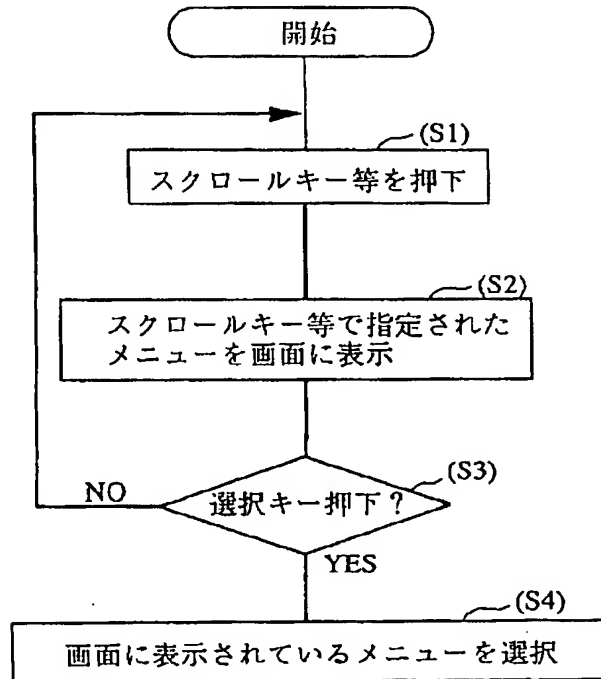 開始
(S1)
スクロールキー等を押下
(S2)
スクロールキー等で指定された
メニューを画面に表示
(S3)
NO
選択キー押下?
YES
(S4)
画面に表示されているメニューを選択